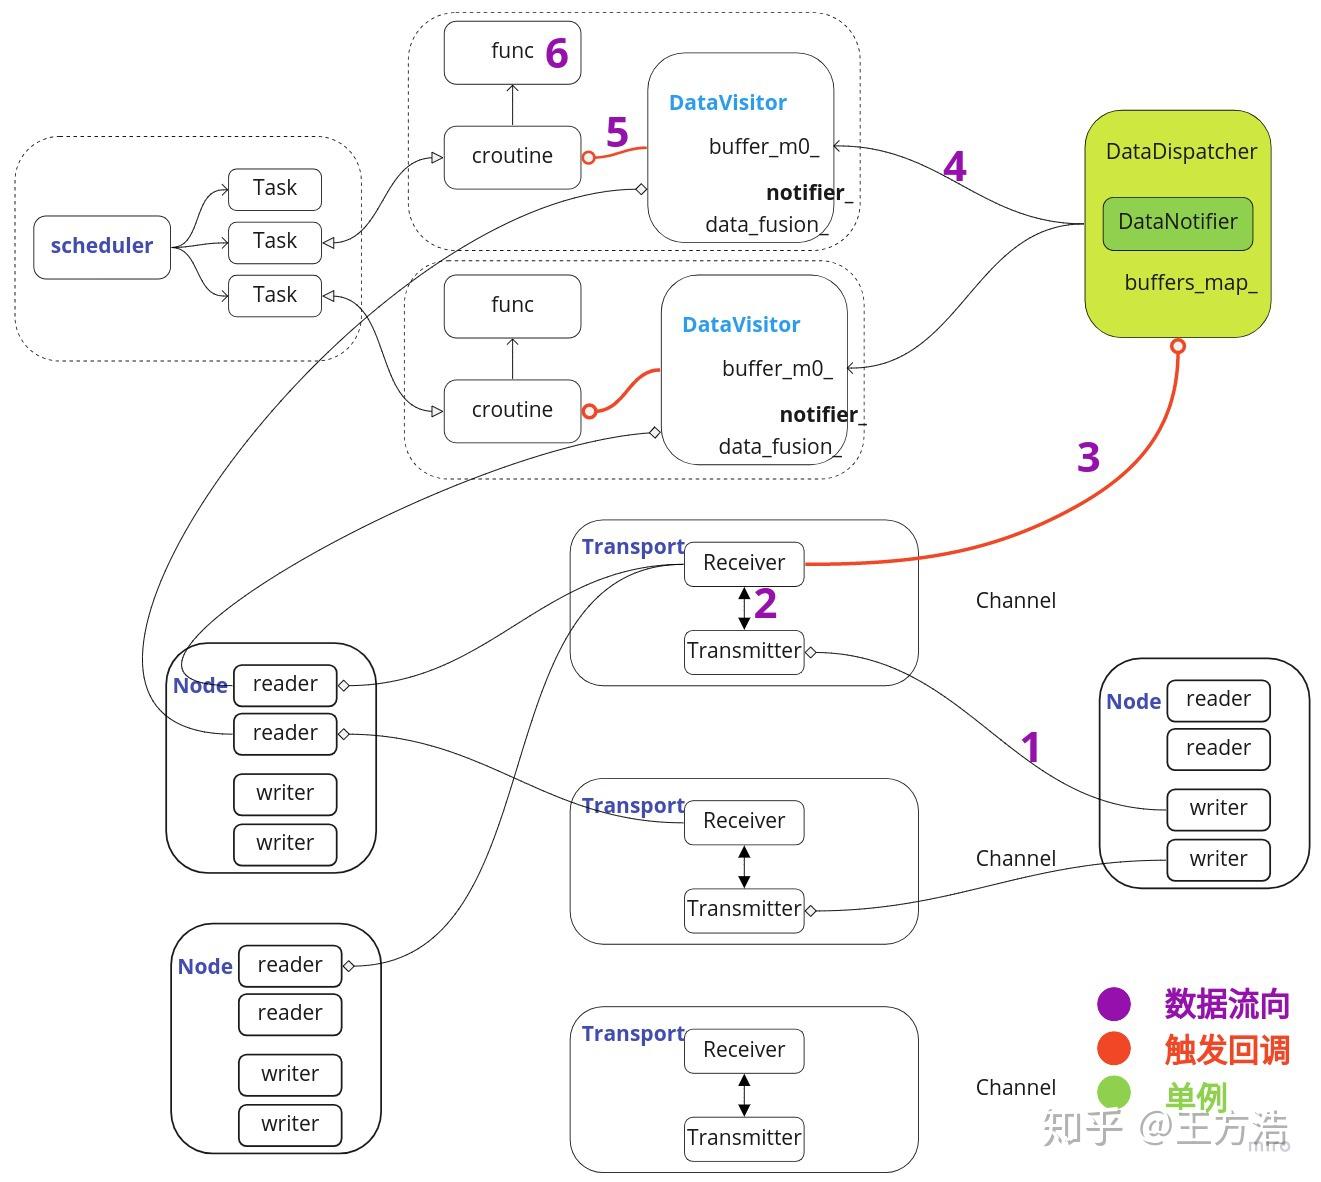 func 6
DataVisitor
buffer_m0_
notifier_
data_fusion_
croutine
5
4
DataDispatcher
DataNotifier
buffers_map_
scheduler
Task
Task
Task
func
DataVisitor
buffer_m0_
notifier_
data_fusion_
croutine
3
Transport
Receiver
2
Transmitter
Channel
1
Node
reader
reader
writer
writer
Node
reader
reader
writer
writer
Transport
Receiver
Transmitter
Channel
Node
reader
reader
writer
writer
Transport
Receiver
Transmitter
Channel
数据流向
触发回调
单例
知乎 @王方浩
miro